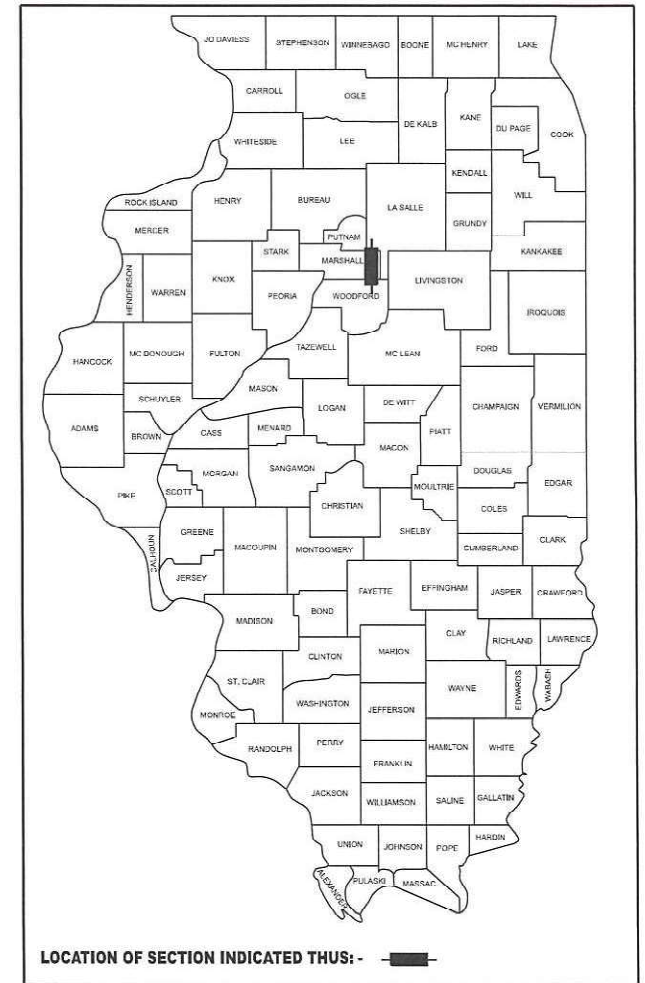 JO DAVIESS
STEPHENSON
WINNEBAGO
BOONE
MC HENRY
LAKE
CARROLL
OGLE
DE KALB
KANE
DU PAGE
COOK
WHITESIDE
LEE
KENDALL
WILL
ROCK ISLAND
HENRY
BUREAU
LA SALLE
GRUNDY
MERCER
PUTNAM
STARK
MARSHALL
KANKAKEE
HENDERSON
WARREN
KNOX
PEORIA
WOODFORD
LIVINGSTON
IROQUOIS
HANCOCK
MC DONOUGH
FULTON
TAZEWELL
MC LEAN
FORD
SCHUYLER
MASON
ADAMS
BROWN
CASS
MENARD
LOGAN
DE WITT
PIATT
CHAMPAIGN
VERMILION
MACON
PIKE
SCOTT
MORGAN
SANGAMON
CHRISTIAN
MOULTRIE
DOUGLAS
EDGAR
COLES
CALHOUN
GREENE
MACOUPIN
MONTGOMERY
SHELBY
CUMBERLAND
CLARK
JERSEY
FAYETTE
EFFINGHAM
JASPER
CRAWFORD
MADISON
BOND
CLAY
RICHLAND
LAWRENCE
CLINTON
MARION
ST. CLAIR
WAYNE
EDWARDS
WABASH
MONROE
WASHINGTON
JEFFERSON
RANDOLPH
PERRY
HAMILTON
WHITE
FRANKLIN
JACKSON
WILLIAMSON
SALINE
GALLATIN
UNION
JOHNSON
POPE
HARDIN
ALEXANDER
PULASKI
MASSAC
LOCATION OF SECTION INDICATED THUS: -